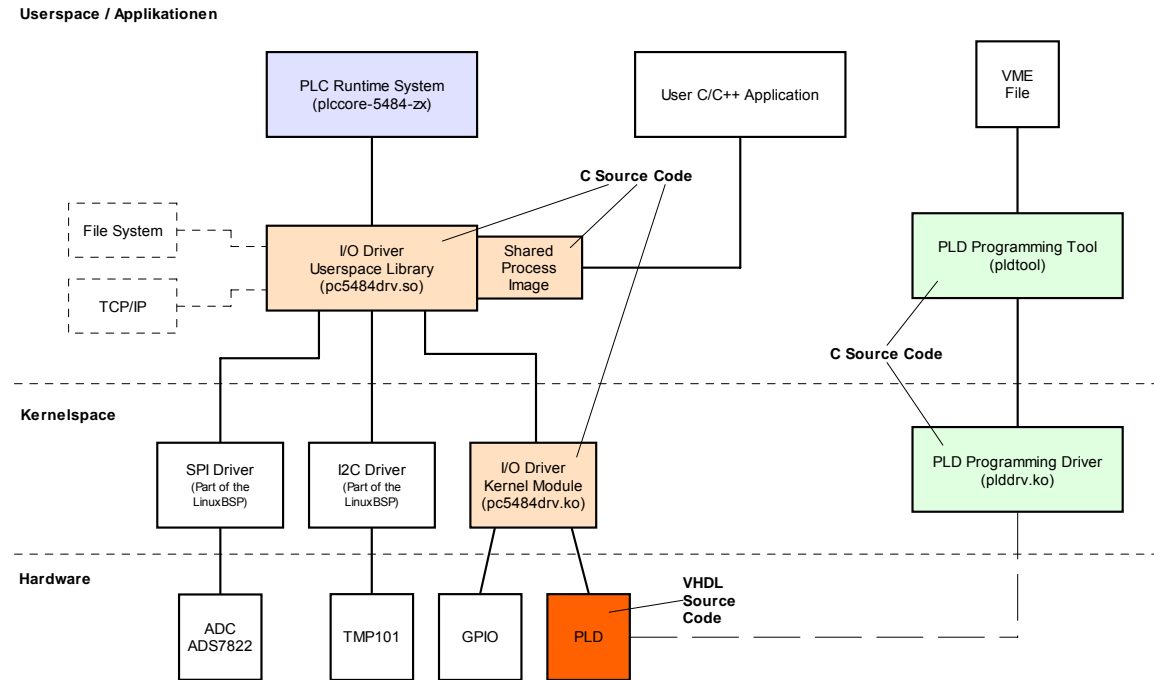 Userspace / Applikationen
PLC Runtime System
(plccore-5484-zx)
User C/C++ Application
VME
File
C Source Code
File System
TCP/IP
I/O Driver
Userspace Library
(pc5484drv.so)
Shared
Process
Image
PLD Programming Tool
(pldtool)
C Source Code
Kernelspace
SPI Driver
(Part of the
LinuxBSP)
I2C Driver
(Part of the
LinuxBSP)
I/O Driver
Kernel Module
(pc5484drv.ko)
PLD Programming Driver
(plddrv.ko)
Hardware
ADC
ADS7822
TMP101
GPIO
PLD
VHDL
Source
Code